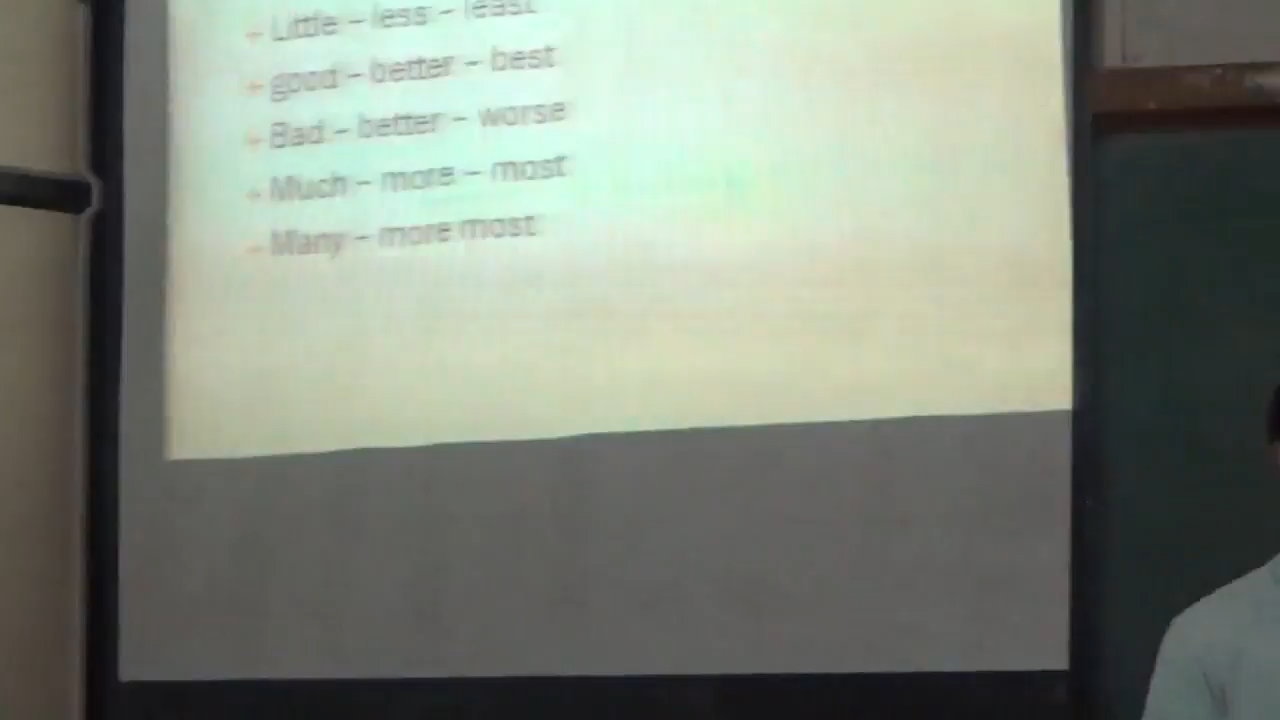 Little – less – least
good – better – best
Bad – better – worse
Much – more – most
Many – more most